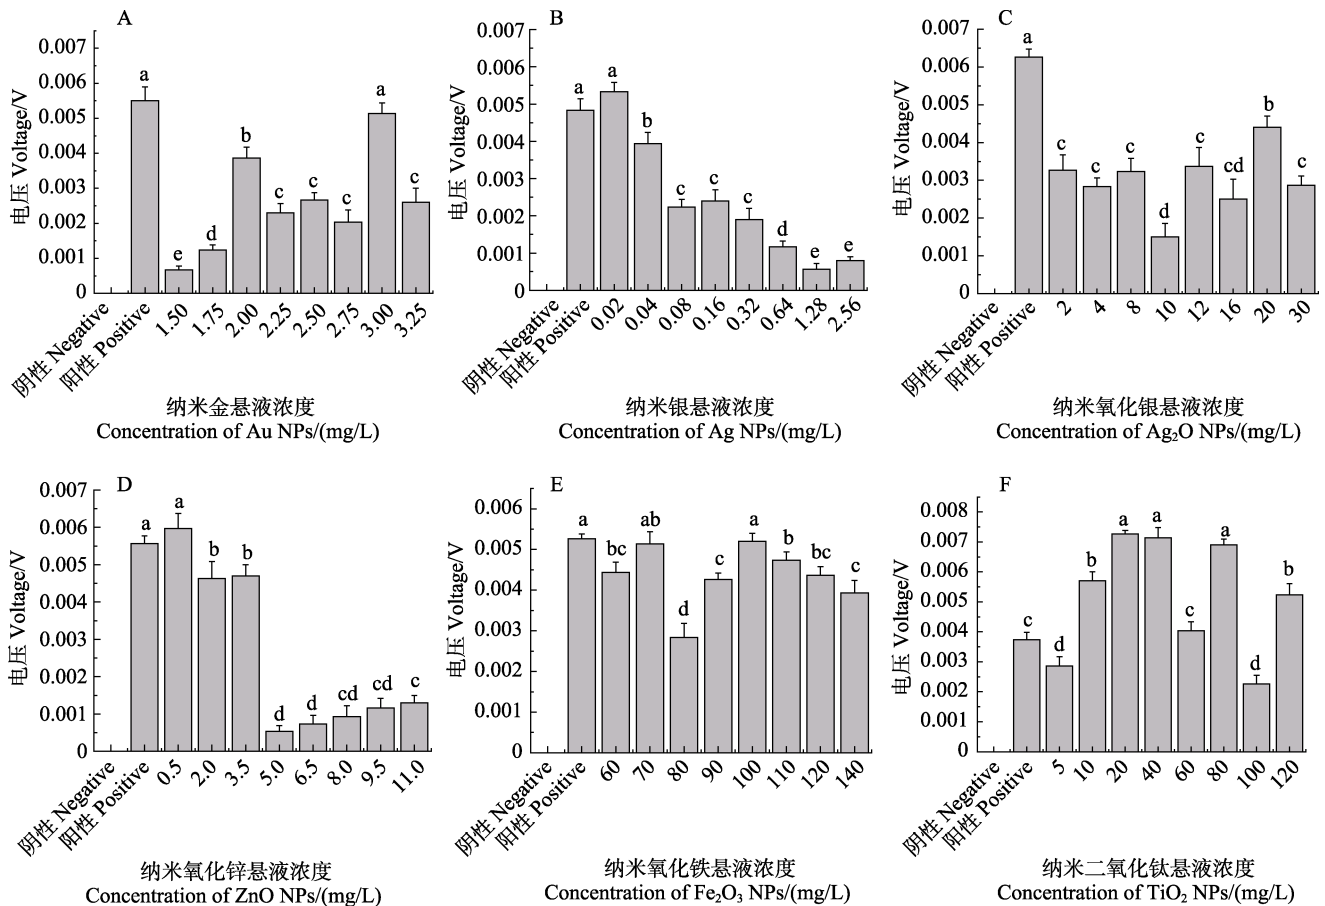 A
电压 Voltage/V
0.007
0.006
0.005
0.004
0.003
0.002
0.001
0
a
e
d
b
c
c
c
a
c
阴性 Negative
阳性 Positive
1.50
1.75
2.00
2.25
2.50
2.75
3.00
3.25
纳米金悬液浓度
Concentration of Au NPs/(mg/L)
B
电压 Voltage/V
0.007
0.006
0.005
0.004
0.003
0.002
0.001
0
a
a
b
c
c
c
d
e
e
阴性 Negative
阳性 Positive
0.02
0.04
0.08
0.16
0.32
0.64
1.28
2.56
纳米银悬液浓度
Concentration of Ag NPs/(mg/L)
C
电压 Voltage/V
0.007
0.006
0.005
0.004
0.003
0.002
0.001
0
a
c
c
c
d
c
cd
b
c
阴性 Negative
阳性 Positive
2
4
8
10
12
16
20
30
纳米氧化银悬液浓度
Concentration of Ag₂O NPs/(mg/L)
D
电压 Voltage/V
0.007
0.006
0.005
0.004
0.003
0.002
0.001
0
a
a
b
b
d
d
cd
cd
c
阴性 Negative
阳性 Positive
0.5
2.0
3.5
5.0
6.5
8.0
9.5
11.0
纳米氧化锌悬液浓度
Concentration of ZnO NPs/(mg/L)
E
电压 Voltage/V
0.006
0.005
0.004
0.003
0.002
0.001
0
a
bc
ab
d
c
a
b
bc
c
阴性 Negative
阳性 Positive
60
70
80
90
100
110
120
140
纳米氧化铁悬液浓度
Concentration of Fe₂O₃ NPs/(mg/L)
F
电压 Voltage/V
0.008
0.007
0.006
0.005
0.004
0.003
0.002
0.001
0
c
d
b
a
a
c
a
d
b
阴性 Negative
阳性 Positive
5
10
20
40
60
80
100
120
纳米二氧化钛悬液浓度
Concentration of TiO₂ NPs/(mg/L)